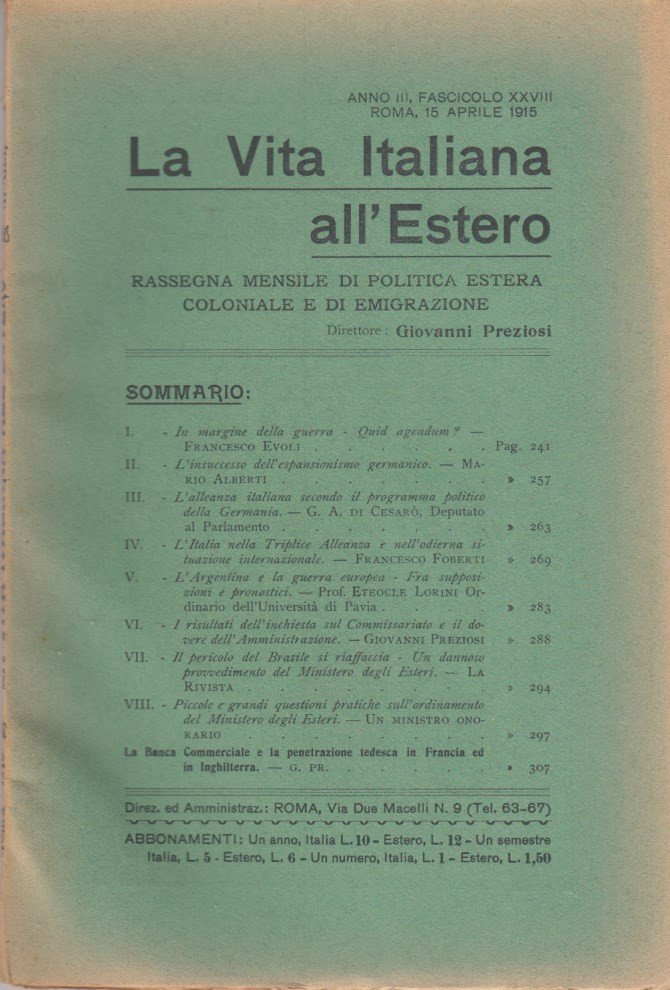 ANNO III, FASCICOLO XXVIII
ROMA, 15 APRILE 1915
La Vita Italiana
all'Estero
RASSEGNA MENSILE DI POLITICA ESTERA
COLONIALE E DI EMIGRAZIONE
Direttore: Giovanni Preziosi
SOMMARIO:
I. - In margine della guerra - Quid agendum? —
FRANCESCO EVOLI . . . . . . Pag. 241
II. - L'insuccesso dell'espansionismo germanico. — MA-
RIO ALBERTI . . . . . . . » 257
III. - L'alleanza italiana secondo il programma politico
della Germania. — G. A. DI CESARÒ, Deputato
al Parlamento . . . . . . . » 263
IV. - L'Italia nella Triplice Alleanza e nell'odierna si-
tuazione internazionale. — FRANCESCO FOBERTI » 269
V. - L'Argentina e la guerra europea - Fra supposi-
zioni e pronostici. — Prof. ETEOCLE LORINI Or-
dinario dell'Università di Pavia . . . . » 283
VI. - I risultati dell'inchiesta sul Commissariato e il do-
vere dell'Amministrazione. — GIOVANNI PREZIOSI » 288
VII. - Il pericolo del Brasile si riaffaccia - Un dannoso
provvedimento del Ministero degli Esteri. — LA
RIVISTA . . . . . . . . » 294
VIII. - Piccole e grandi questioni pratiche sull'ordinamento
del Ministero degli Esteri. — UN MINISTRO ONO-
RARIO . . . . . . . . » 297
La Banca Commerciale e la penetrazione tedesca in Francia ed
in Inghilterra. — G. PR. . . . . . » 307
Direz. ed Amministraz.: ROMA, Via Due Macelli N. 9 (Tel. 63-67)
ABBONAMENTI: Un anno, Italia L. 10 - Estero, L. 12 - Un semestre
Italia, L. 5 - Estero, L. 6 - Un numero, Italia, L. 1 - Estero, L. 1,50